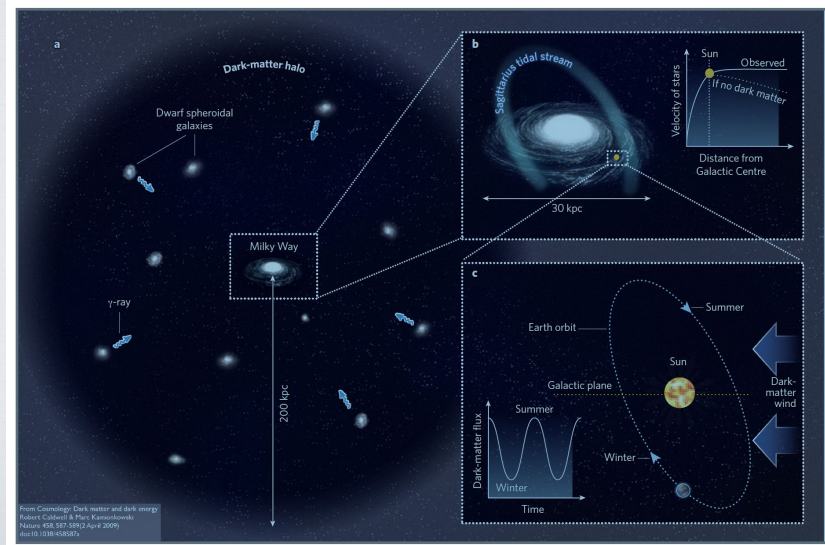 a
Dark-matter halo
Dwarf spheroidal
galaxies
Milky Way
γ-ray
200 kpc
b
Sagittarius tidal stream
30 kpc
Sun
Observed
If no dark matter
Velocity of stars
Distance from
Galactic Centre
c
Summer
Earth orbit
Sun
Galactic plane
Dark-
matter
wind
Winter
Summer
Dark-matter flux
Winter
Time
From Cosmology: Dark matter and dark energy
Robert Caldwell & Marc Kamionkowski
Nature 458, 587-589(2 April 2009)
doi:10.1038/458587a